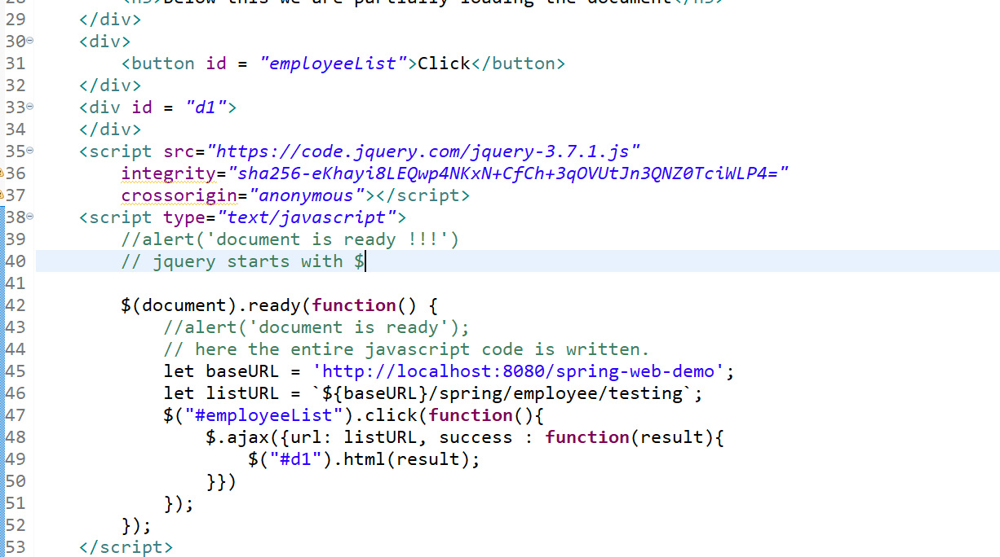 28 <h3>Below this we are partially loading the document</h3>
29 </div>
30 <div>
31 <button id = "employeeList">Click</button>
32 </div>
33 <div id = "d1">
34 </div>
35 <script src="https://code.jquery.com/jquery-3.7.1.js"
36 integrity="sha256-eKhayi8LEQwp4NKxN+CfCh+3qOVUtJn3QNZ0TciWLP4="
37 crossorigin="anonymous"></script>
38 <script type="text/javascript">
39 //alert('document is ready !!!')
40 // jquery starts with $
41
42 $(document).ready(function() {
43 //alert('document is ready');
44 // here the entire javascript code is written.
45 let baseURL = 'http://localhost:8080/spring-web-demo';
46 let listURL = `${baseURL}/spring/employee/testing`;
47 $("#employeeList").click(function(){
48 $.ajax({url: listURL, success : function(result){
49 $("#d1").html(result);
50 }})
51 });
52 });
53 </script>